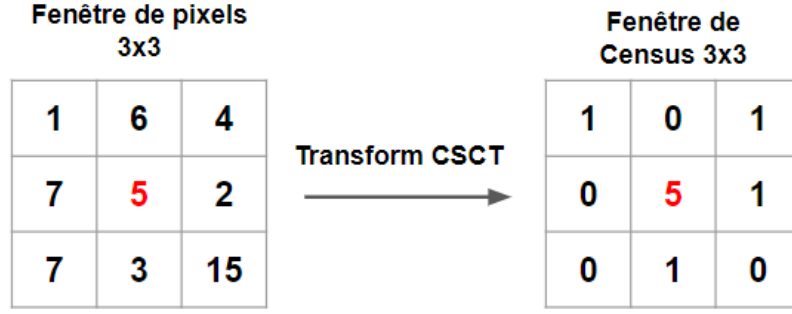 Fenêtre de pixels
3x3
Fenêtre de
Census 3x3
1 6 4
7 5 2
7 3 15
Transform CSCT
1 0 1
0 5 1
0 1 0